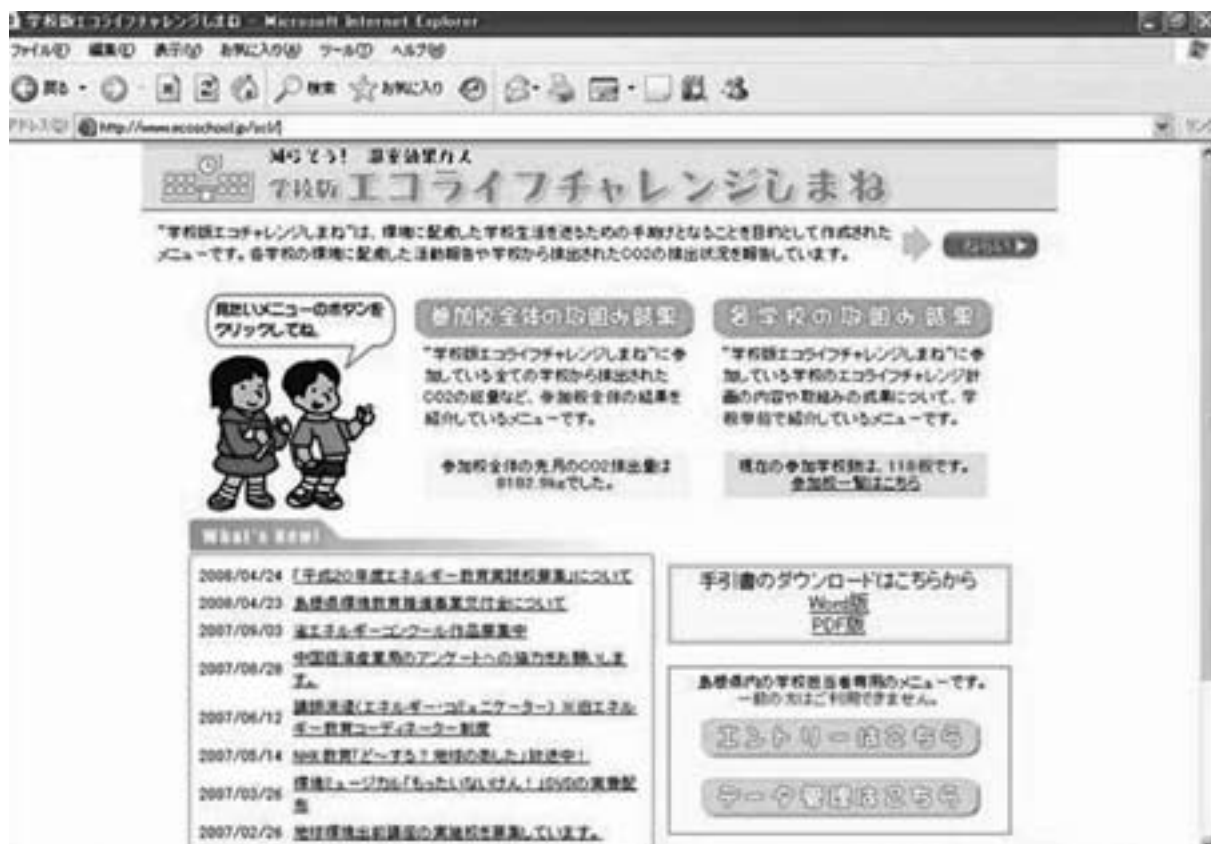 学校版エコライフチャレンジしまね - Microsoft Internet Explorer
ファイル(F) 編集(E) 表示(V) お気に入り(A) ツール(T) ヘルプ(H)
戻る 検索 お気に入り
アドレス(D) http://www.ecoschool.jp/
減らそう! 温室効果ガス
学校版 エコライフチャレンジしまね
"学校版エコチャレンジしまね"は、環境に配慮した学校生活を送るための手助けとなることを目的として作成された
メニューです。各学校の環境に配慮した活動報告や学校から排出されたCO2の排出状況を報告しています。
見たいメニューのボタンを
クリックしてね。
参加校全体の取組み結果
"学校版エコライフチャレンジしまね"に参
加している全ての学校から排出された
CO2の総量など、参加校全体の結果を
紹介しているメニューです。
参加校全体の先月のCO2排出量は
8102.9kgでした。
各学校の取組み結果
"学校版エコライフチャレンジしまね"に参
加している学校のエコライフチャレンジ計
画の内容や取組みの成果について、学
校単位で紹介しているメニューです。
現在の参加学校数は、118校です。
参加校一覧はこちら
What's New!
2008/04/24 「平成20年度エネルギー教育実践校募集」について
2008/04/23 島根県環境教育推進事業交付金について
2007/09/03 省エネルギーコンクール作品募集中
2007/08/28 中国経済産業局のアンケートへの協力をお願いしま
す。
2007/06/12 講師派遣(エネルギー・コミュニケーター) ※旧エネル
ギー教育コーディネーター制度
2007/05/14 NHK教育「ど～する?地球のあした」放送中!
2007/03/26 環境ミュージカル「もったいないけん!」DVDの実費配
布
2007/02/26 地球環境出前講座の実施校を募集しています。
手引書のダウンロードはこちらから
Word版
PDF版
島根県内の学校担当者専用のメニューです。
一般の方はご利用できません。
エントリーはこちら
データ管理はこちら